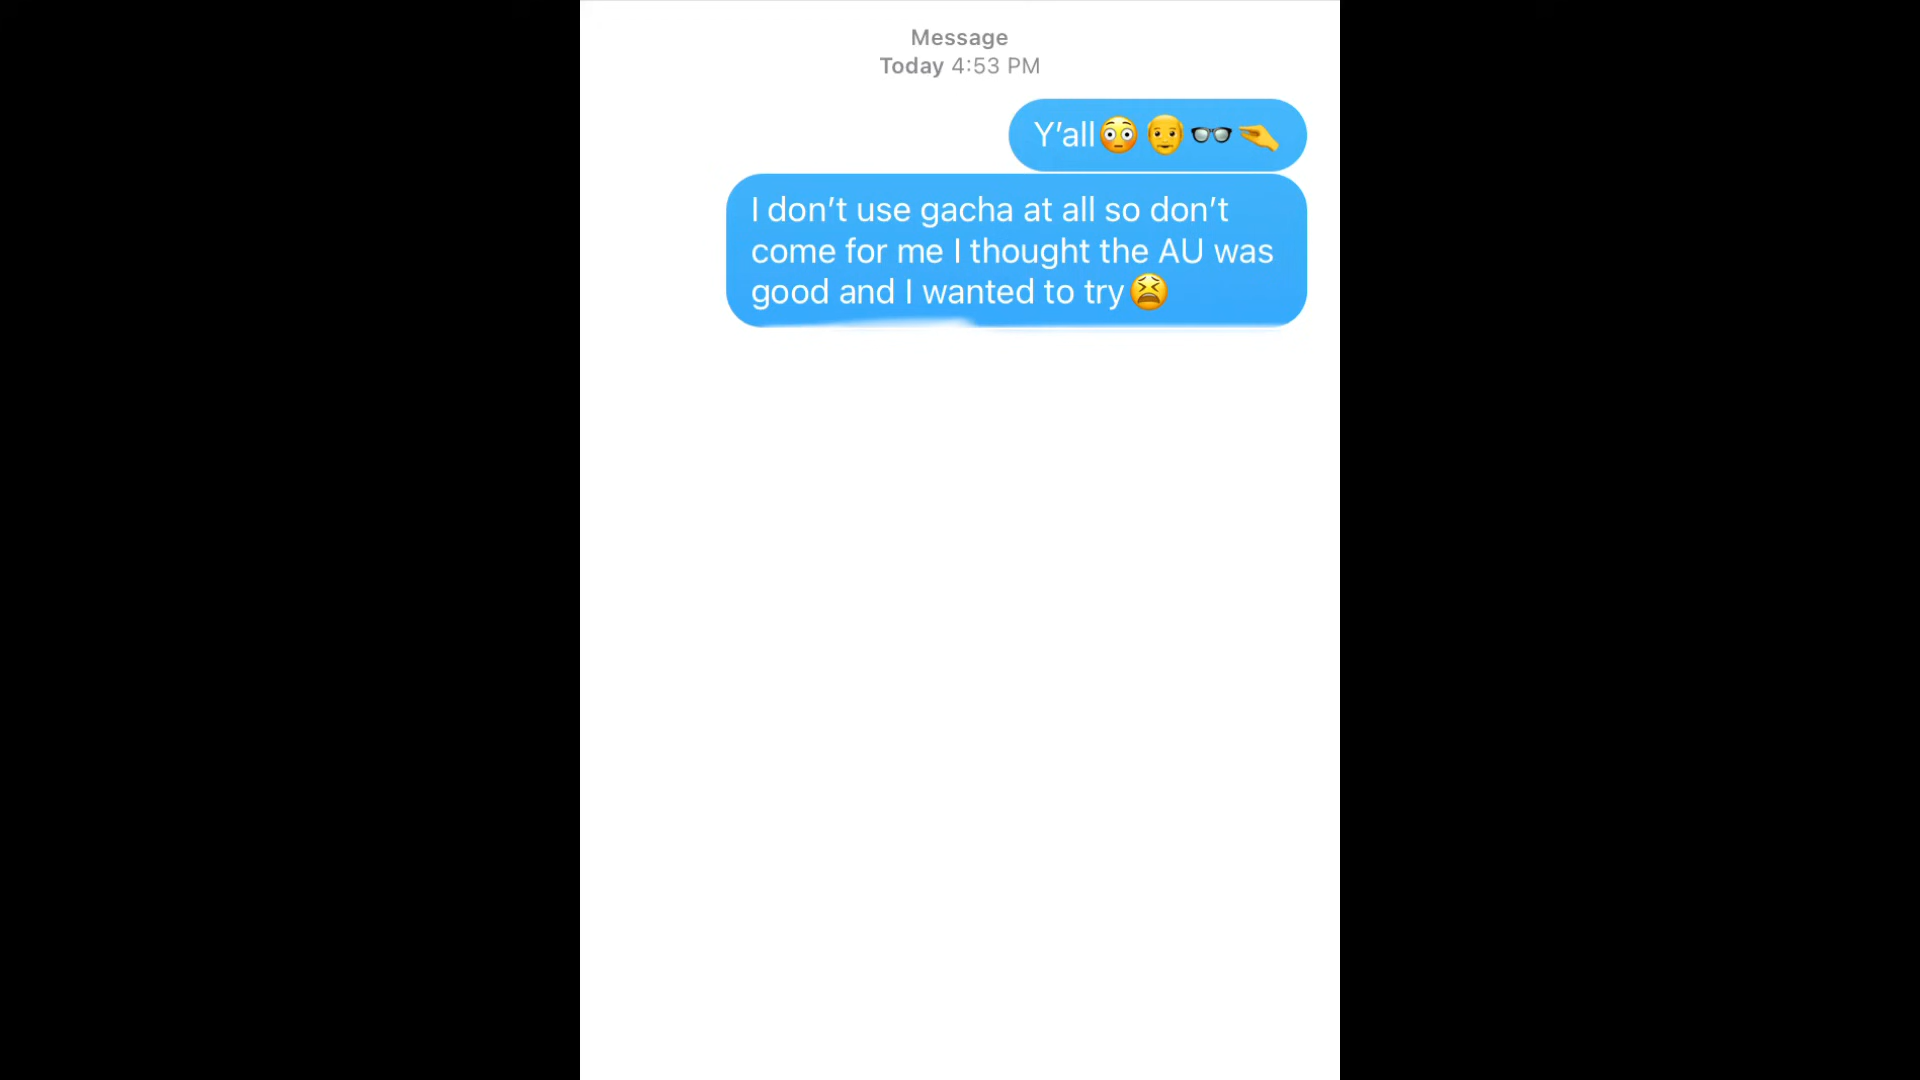 Message
Today 4:53 PM
Y’all😳👴👓🫴
I don’t use gacha at all so don’t
come for me I thought the AU was
good and I wanted to try😫